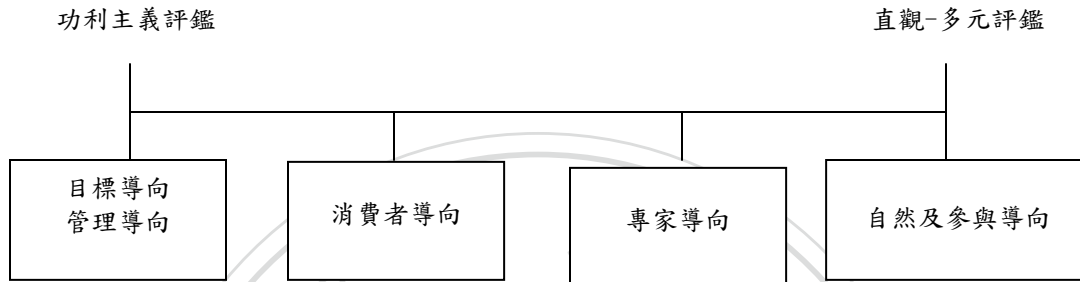 功利主義評鑑
直觀-多元評鑑
目標導向
管理導向
消費者導向
專家導向
自然及參與導向